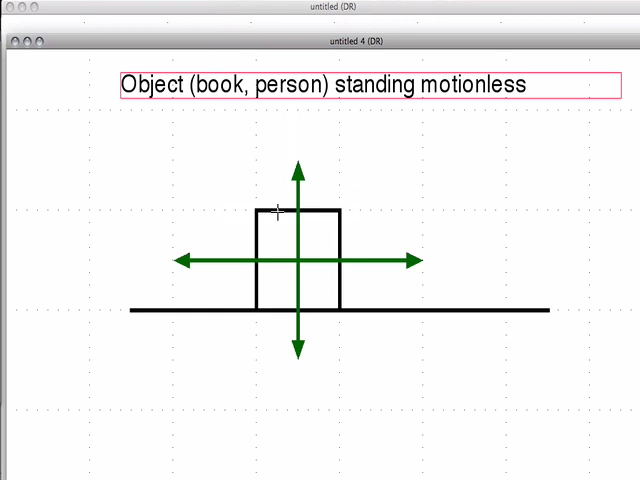 untitled (DR)
untitled 4 (DR)
Object (book, person) standing motionless